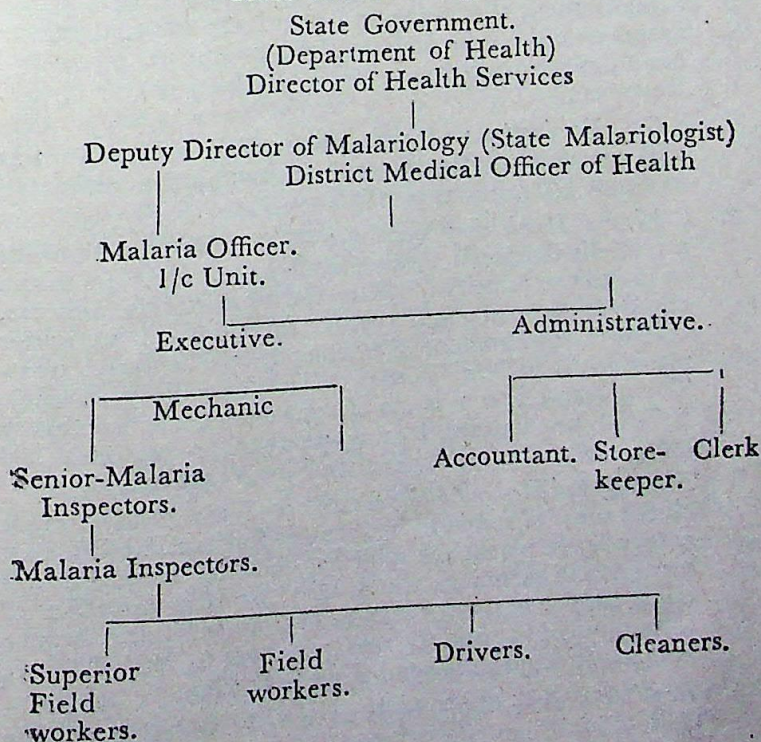 State Government.
(Department of Health)
Director of Health Services
Deputy Director of Malariology (State Malariologist)
District Medical Officer of Health
Malaria Officer.
1/c Unit.
Executive.
Administrative.
Mechanic
Accountant. Store-keeper. Clerk
Senior-Malaria
Inspectors.
Malaria Inspectors.
Superior
Field
workers.
Field
workers.
Drivers.
Cleaners.